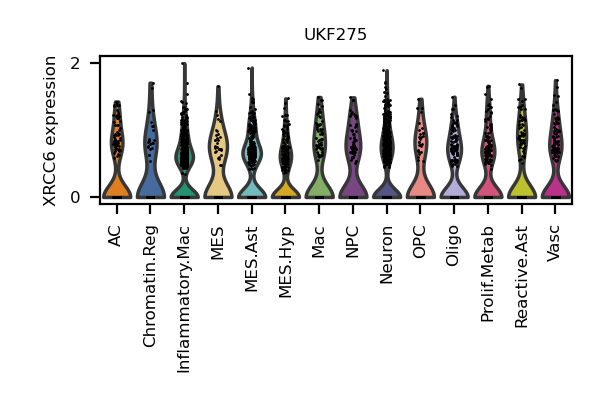 UKF275
XRCC6 expression
2
0
AC
Chromatin.Reg
Inflammatory.Mac
MES
MES.Ast
MES.Hyp
Mac
NPC
Neuron
OPC
Oligo
Prolif.Metab
Reactive.Ast
Vasc